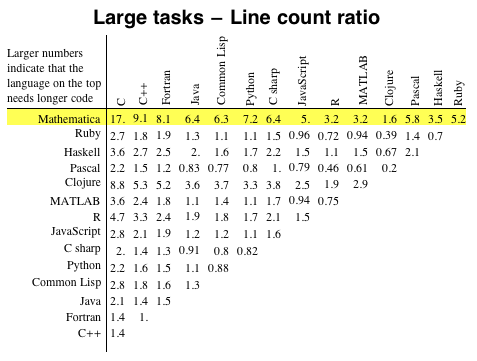 Large tasks – Line count ratio
Larger numbers
indicate that the
language on the top
needs longer code
C C++ Fortran Java Common Lisp Python C sharp JavaScript R MATLAB Clojure Pascal Haskell Ruby
Mathematica 17. 9.1 8.1 6.4 6.3 7.2 6.4 5. 3.2 3.2 1.6 5.8 3.5 5.2
Ruby 2.7 1.8 1.9 1.3 1.1 1.1 1.5 0.96 0.72 0.94 0.39 1.4 0.7
Haskell 3.6 2.7 2.5 2. 1.6 1.7 2.2 1.5 1.1 1.5 0.67 2.1
Pascal 2.2 1.5 1.2 0.83 0.77 0.8 1. 0.79 0.46 0.61 0.2
Clojure 8.8 5.3 5.2 3.6 3.7 3.3 3.8 2.5 1.9 2.9
MATLAB 3.6 2.4 1.8 1.1 1.4 1.1 1.7 0.94 0.75
R 4.7 3.3 2.4 1.9 1.8 1.7 2.1 1.5
JavaScript 2.8 2.1 1.9 1.2 1.2 1.1 1.6
C sharp 2. 1.4 1.3 0.91 0.8 0.82
Python 2.2 1.6 1.5 1.1 0.88
Common Lisp 2.8 1.8 1.6 1.3
Java 2.1 1.4 1.5
Fortran 1.4 1.
C++ 1.4